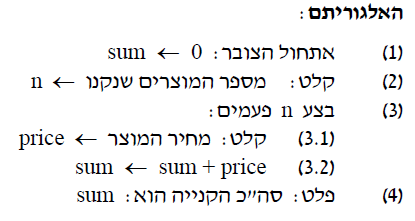 האלגוריתם:
(1) אתחול הצובר: sum ← 0
(2) קלט: מספר המוצרים שנקנו ← n
(3) בצע n פעמים:
(3.1) קלט: מחיר המוצר ← price
(3.2) sum ← sum + price
(4) פלט: סה״כ הקנייה הוא: sum